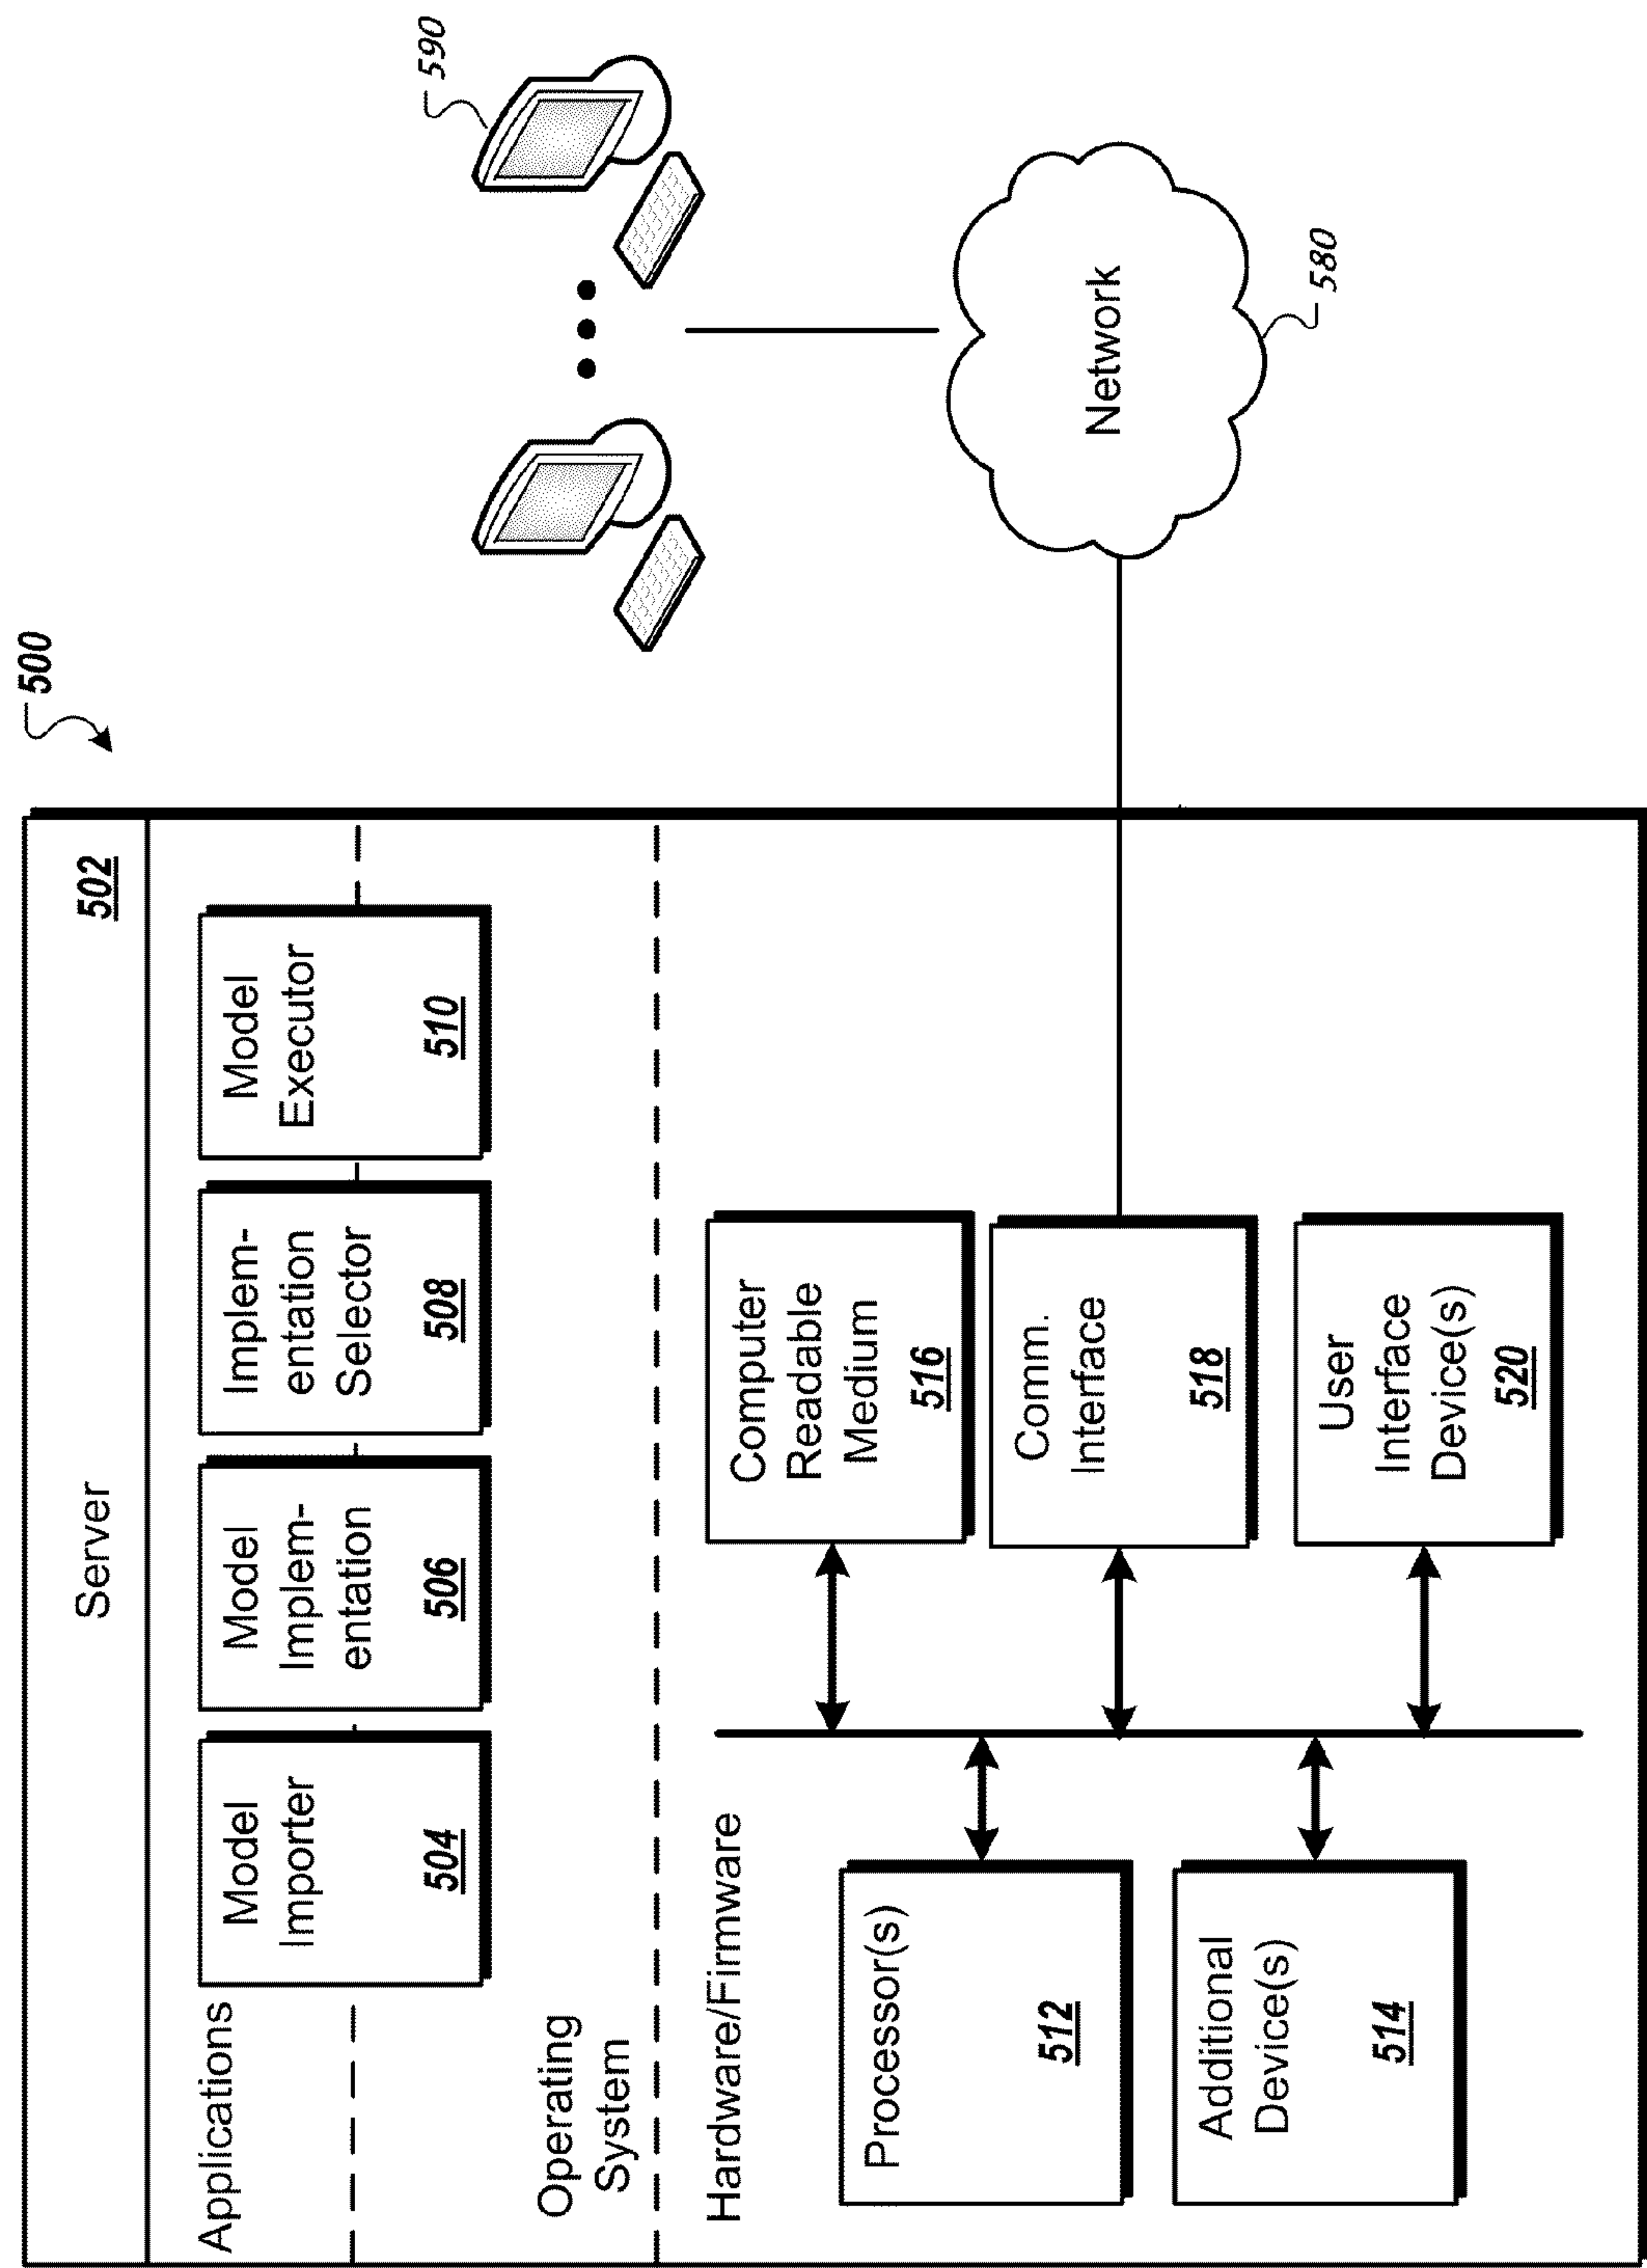 500
Server
502
Applications
Model
Importer
504
Model
Implem-
entation
506
Implem-
entation
Selector
508
Model
Executor
510
Operating
System
Hardware/Firmware
Processor(s)
512
Additional
Device(s)
514
Computer
Readable
Medium
516
Comm.
Interface
518
User
Interface
Device(s)
520
590
Network
580